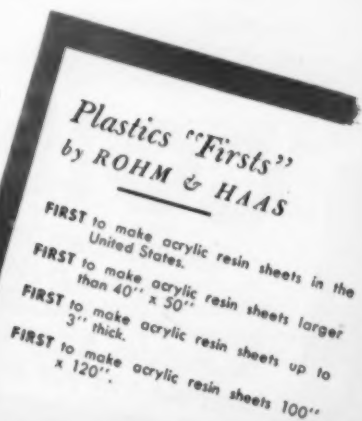 Plastics "Firsts"
by ROHM & HAAS
FIRST to make acrylic resin sheets in the
United States.
FIRST to make acrylic resin sheets larger
than 40" x 50"
FIRST to make acrylic resin sheets up to
3" thick.
FIRST to make acrylic resin sheets 100"
x 120".